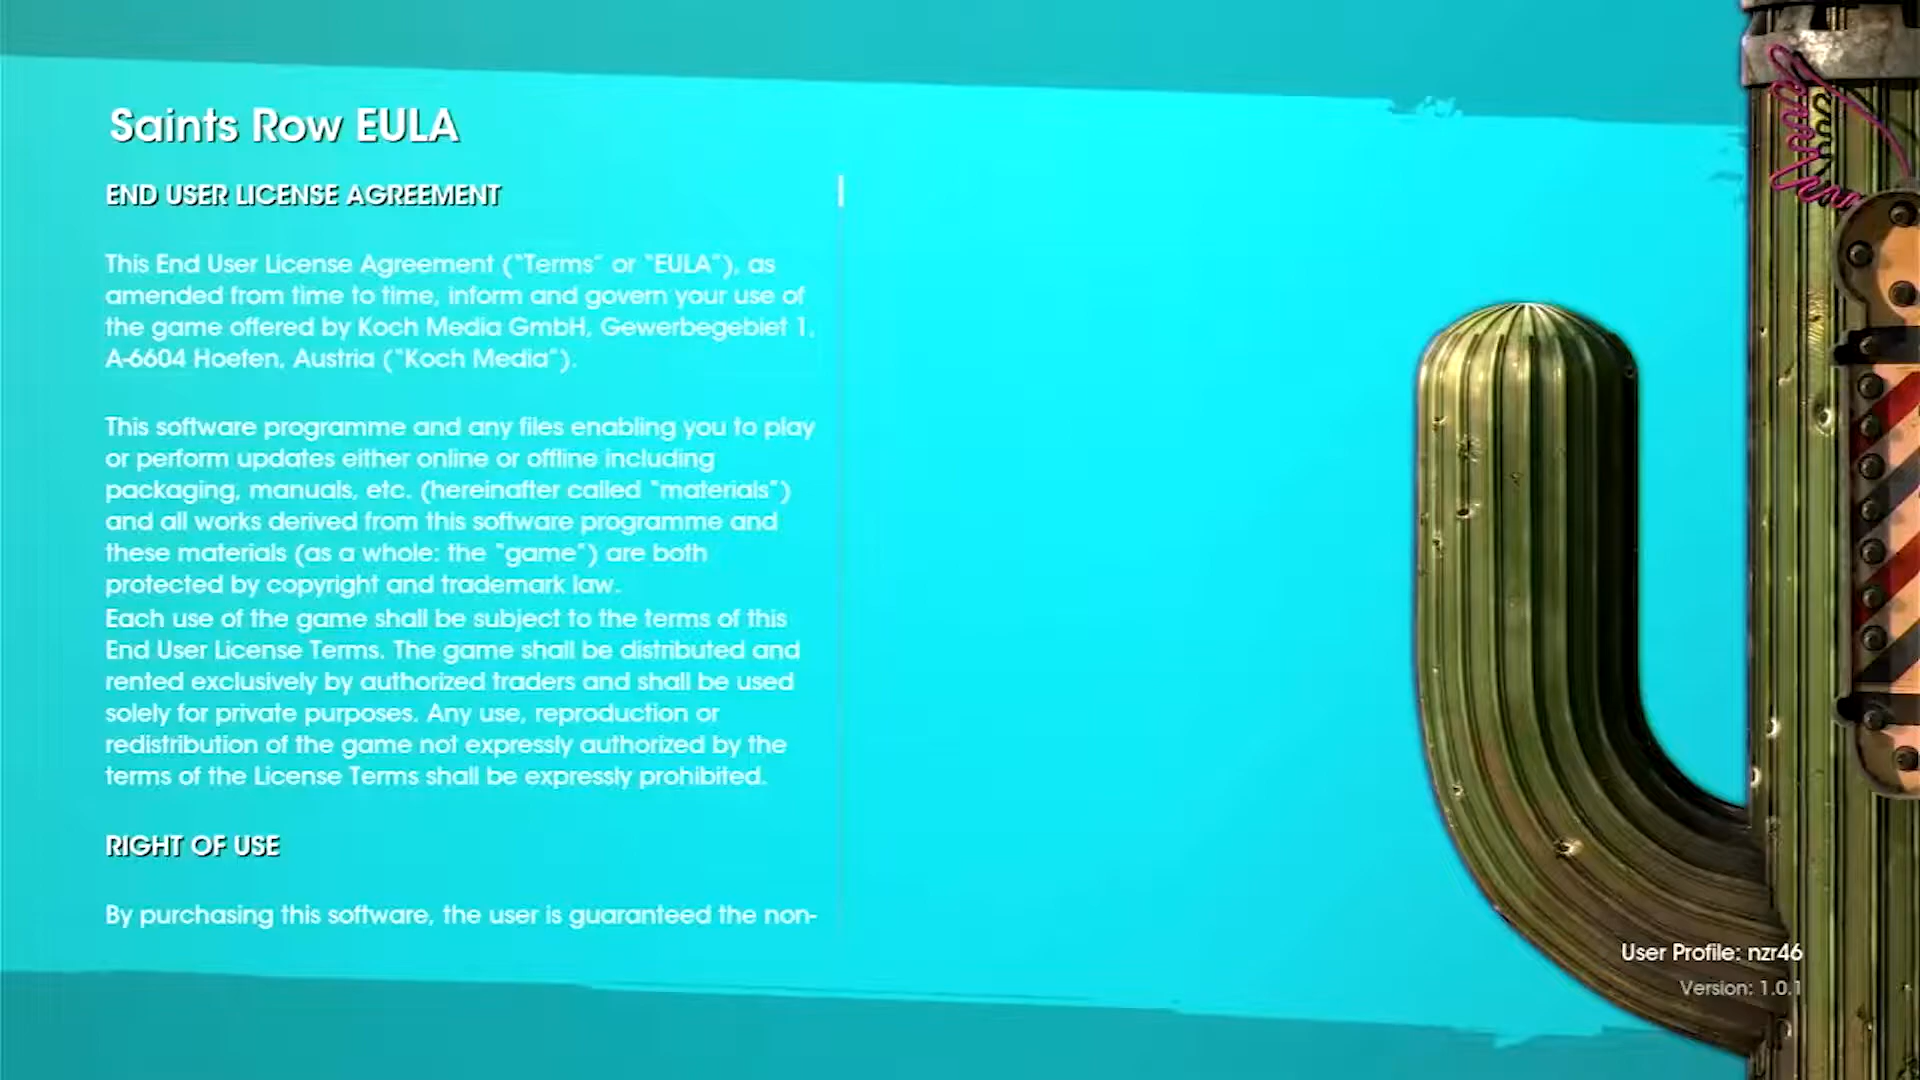 Saints Row EULA
END USER LICENSE AGREEMENT
This End User License Agreement (“Terms” or “EULA”), as
amended from time to time, inform and govern your use of
the game offered by Koch Media GmbH, Gewerbegebiet 1,
A-6604 Hoefen, Austria (“Koch Media”).
This software programme and any files enabling you to play
or perform updates either online or offline including
packaging, manuals, etc. (hereinafter called “materials”)
and all works derived from this software programme and
these materials (as a whole: the “game”) are both
protected by copyright and trademark law.
Each use of the game shall be subject to the terms of this
End User License Terms. The game shall be distributed and
rented exclusively by authorized traders and shall be used
solely for private purposes. Any use, reproduction or
redistribution of the game not expressly authorized by the
terms of the License Terms shall be expressly prohibited.
RIGHT OF USE
By purchasing this software, the user is guaranteed the non-
User Profile: nzr46
Version: 1.0.1